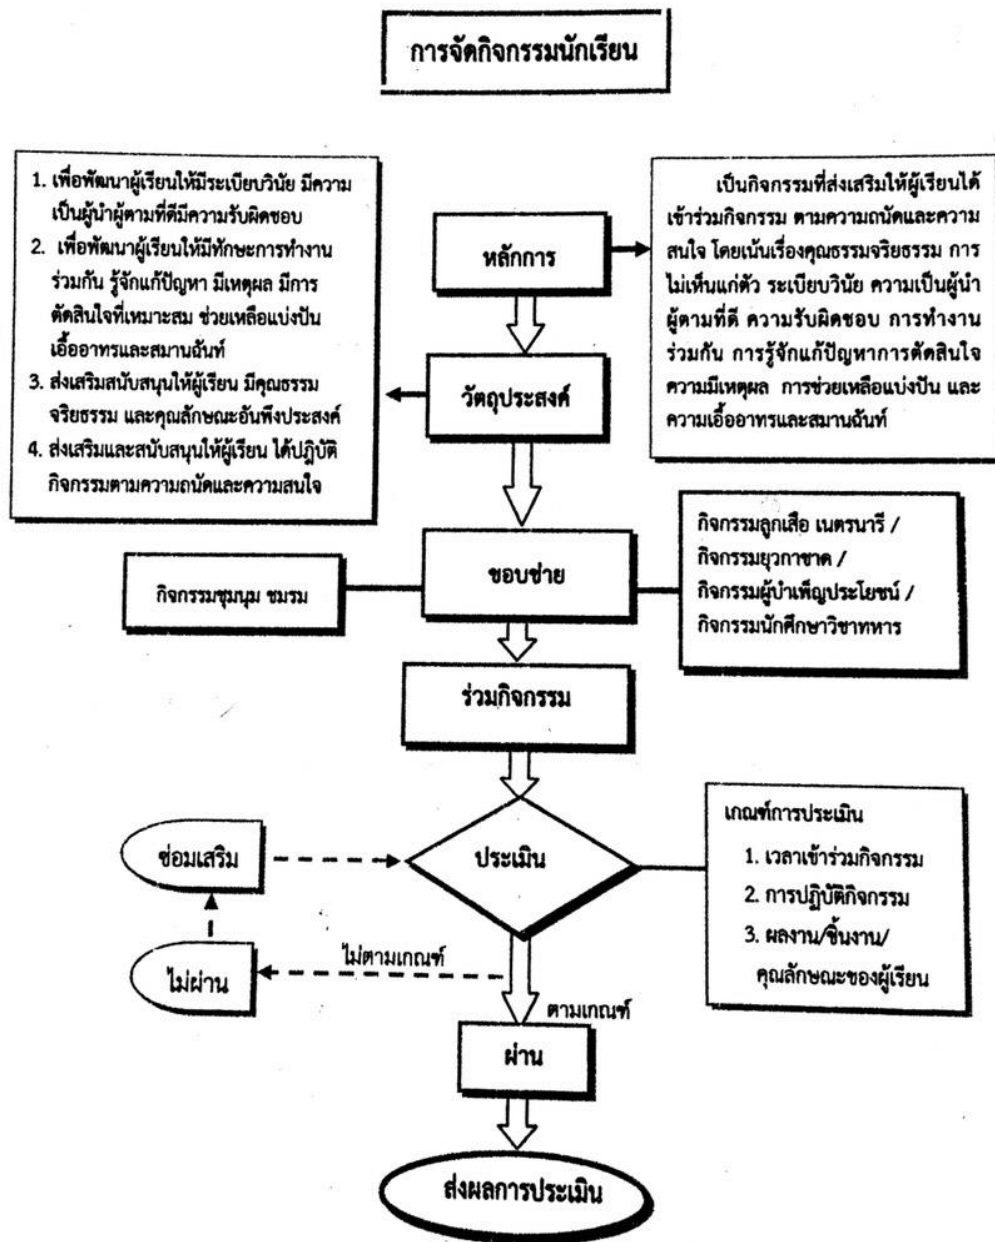 การจัดกิจกรรมนักเรียน
1. เพื่อพัฒนาผู้เรียนให้มีระเบียบวินัย มีความ
เป็นผู้นำผู้ตามที่ดีมีความรับผิดชอบ
2. เพื่อพัฒนาผู้เรียนให้มีทักษะการทำงาน
ร่วมกัน รู้จักแก้ปัญหา มีเหตุผล มีการ
ตัดสินใจที่เหมาะสม ช่วยเหลือแบ่งปัน
เอื้ออาทรและสมานฉันท์
3. ส่งเสริมสนับสนุนให้ผู้เรียน มีคุณธรรม
จริยธรรม และคุณลักษณะอันพึงประสงค์
4. ส่งเสริมและสนับสนุนให้ผู้เรียน ได้ปฏิบัติ
กิจกรรมตามความถนัดและความสนใจ
หลักการ
เป็นกิจกรรมที่ส่งเสริมให้ผู้เรียนได้
เข้าร่วมกิจกรรม ตามความถนัดและความ
สนใจ โดยเน้นเรื่องคุณธรรมจริยธรรม การ
ไม่เห็นแก่ตัว ระเบียบวินัย ความเป็นผู้นำ
ผู้ตามที่ดี ความรับผิดชอบ การทำงาน
ร่วมกัน การรู้จักแก้ปัญหาการตัดสินใจ
ความมีเหตุผล การช่วยเหลือแบ่งปัน และ
ความเอื้ออาทรและสมานฉันท์
วัตถุประสงค์
กิจกรรมชุมนุม ชมรม
ขอบข่าย
กิจกรรมลูกเสือ เนตรนารี /
กิจกรรมยุวกาชาด /
กิจกรรมผู้บำเพ็ญประโยชน์ /
กิจกรรมนักศึกษาวิชาทหาร
ร่วมกิจกรรม
ซ่อมเสริม
ประเมิน
เกณฑ์การประเมิน
1. เวลาเข้าร่วมกิจกรรม
2. การปฏิบัติกิจกรรม
3. ผลงาน/ชิ้นงาน/
คุณลักษณะของผู้เรียน
ไม่ผ่าน
ไม่ตามเกณฑ์
ตามเกณฑ์
ผ่าน
ส่งผลการประเมิน